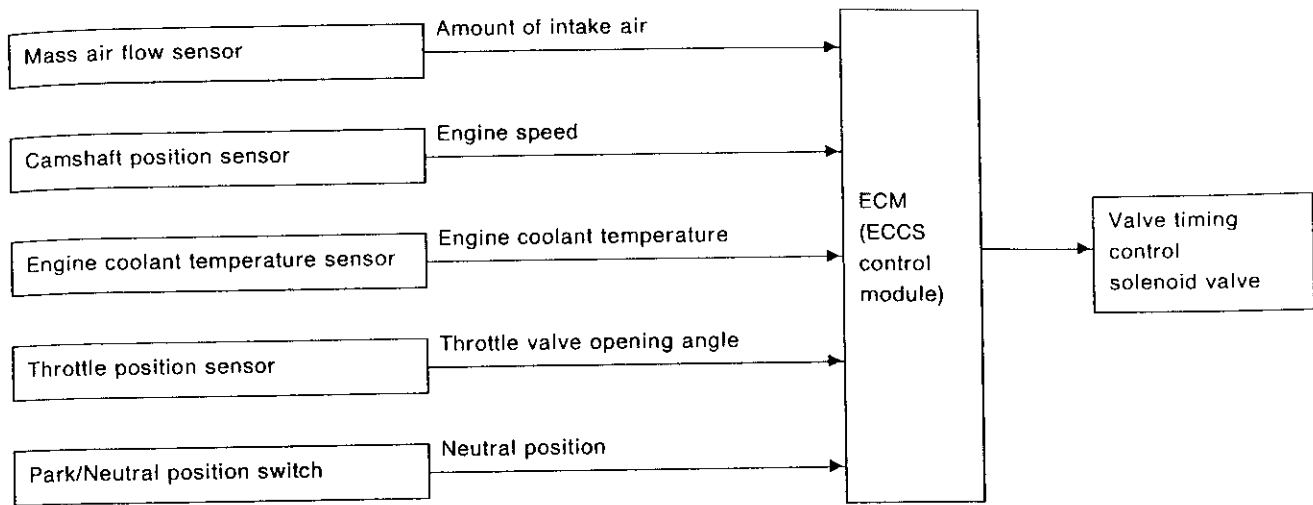 Mass air flow sensor
Amount of intake air
Camshaft position sensor
Engine speed
Engine coolant temperature sensor
Engine coolant temperature
Throttle position sensor
Throttle valve opening angle
Park/Neutral position switch
Neutral position
ECM
(ECCS
control
module)
Valve timing
control
solenoid valve